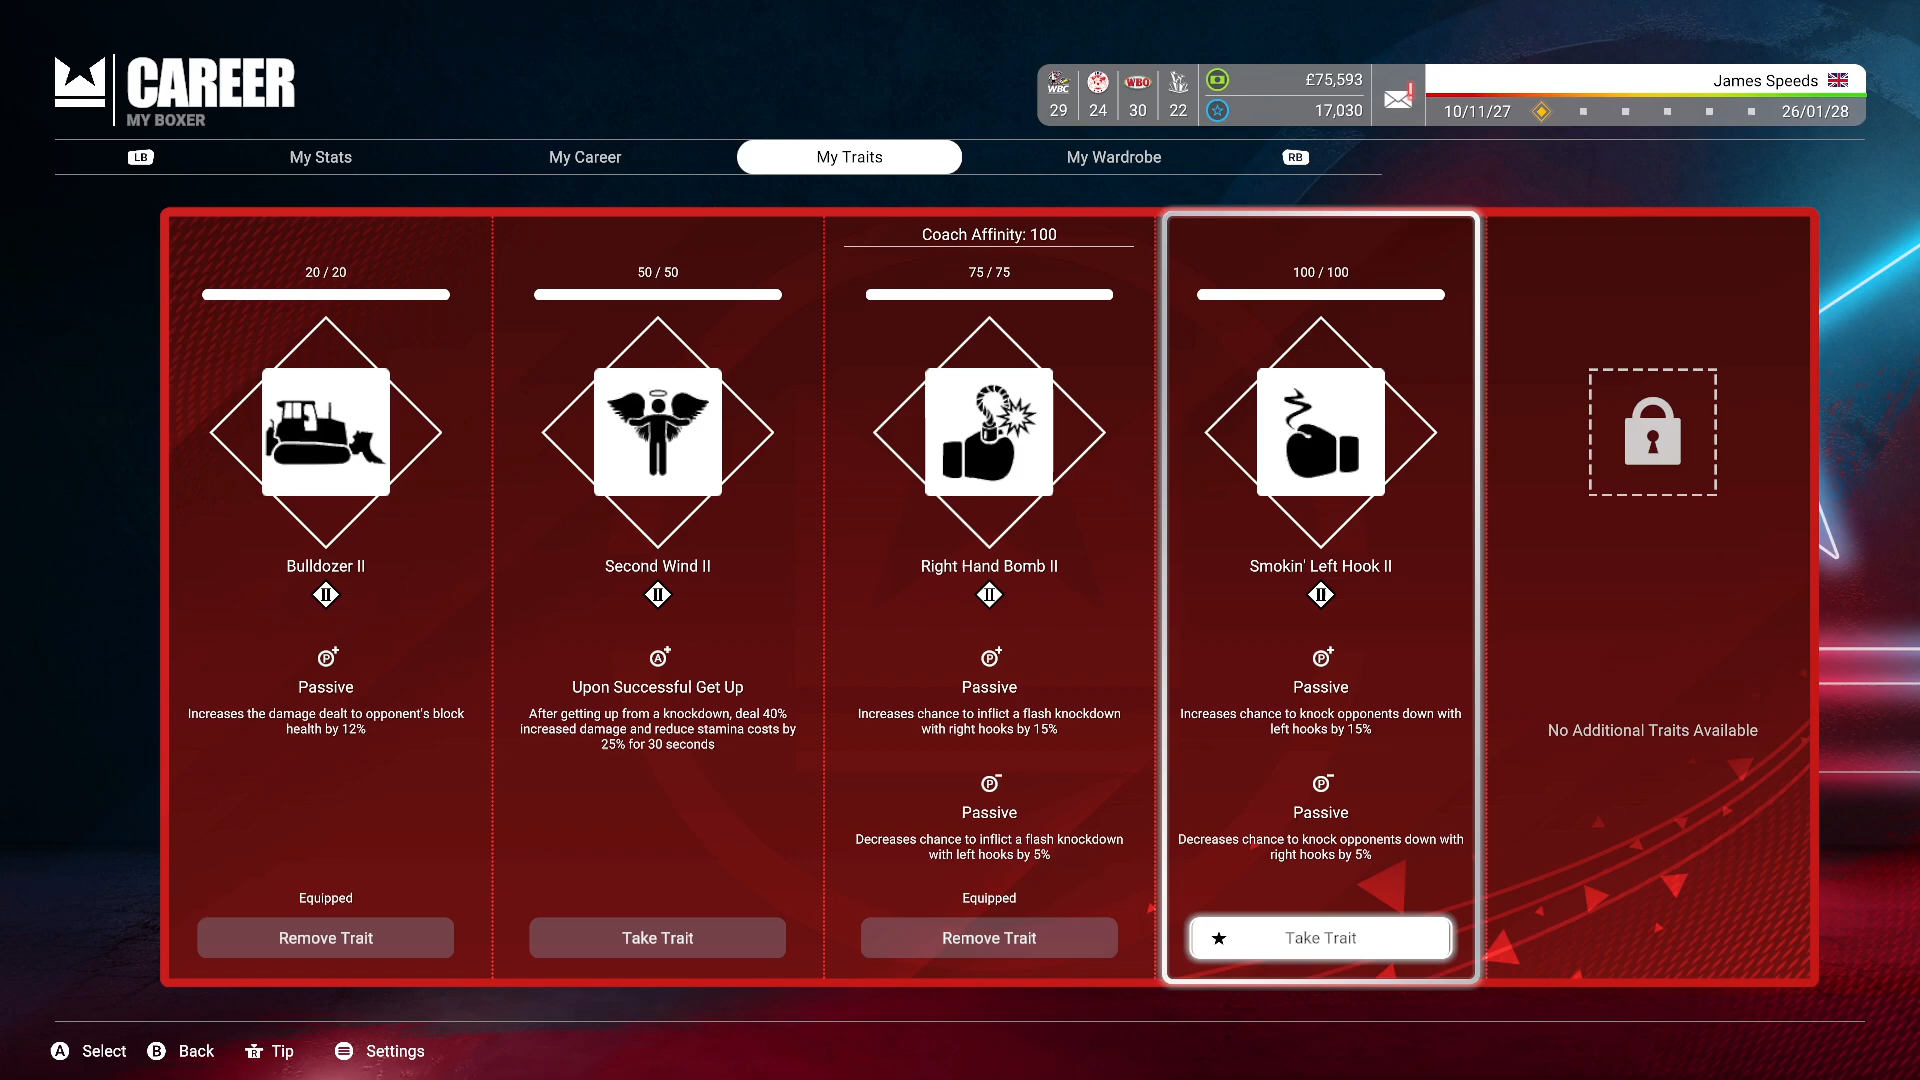 CAREER
MY BOXER
WBC
WBO
29
24
30
22
£75,593
17,030
James Speeds
10/11/27
26/01/28
LB
My Stats
My Career
My Traits
My Wardrobe
RB
Coach Affinity: 100
20 / 20
50 / 50
75 / 75
100 / 100
Bulldozer II
II
Passive
Increases the damage dealt to opponent's block
health by 12%
Equipped
Remove Trait
Second Wind II
II
Upon Successful Get Up
After getting up from a knockdown, deal 40%
increased damage and reduce stamina costs by
25% for 30 seconds
Take Trait
Right Hand Bomb II
II
Passive
Increases chance to inflict a flash knockdown
with right hooks by 15%
Passive
Decreases chance to inflict a flash knockdown
with left hooks by 5%
Equipped
Remove Trait
Smokin' Left Hook II
II
Passive
Increases chance to knock opponents down with
left hooks by 15%
Passive
Decreases chance to knock opponents down with
right hooks by 5%
Take Trait
No Additional Traits Available
A Select
B Back
R Tip
Settings